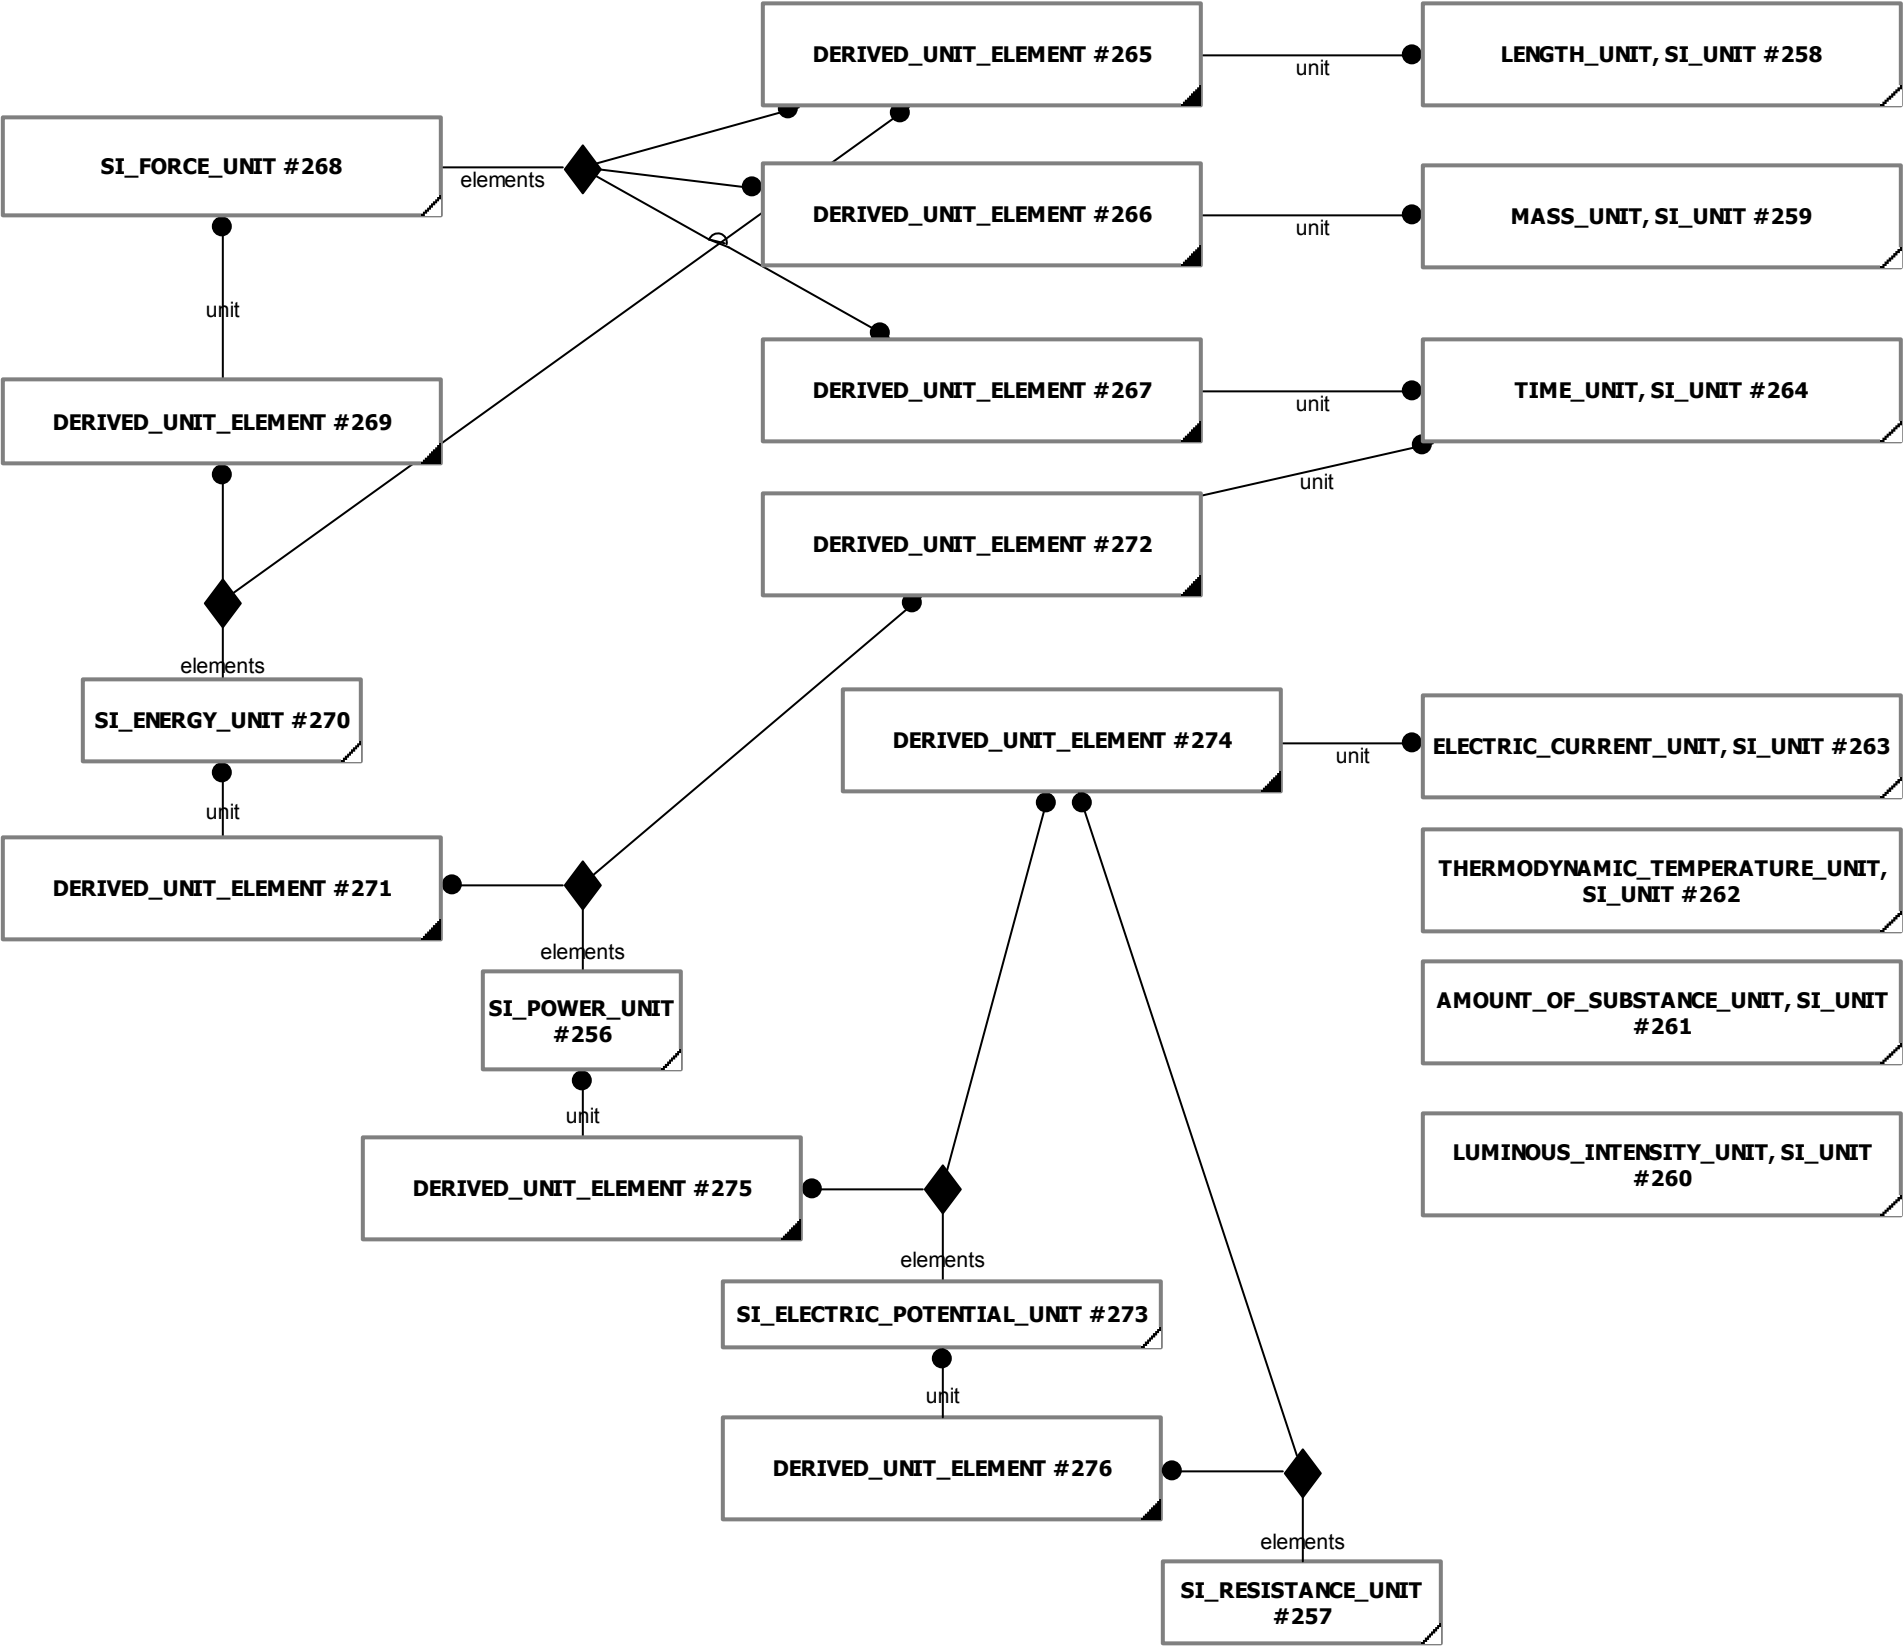 DERIVED_UNIT_ELEMENT #265
unit
LENGTH_UNIT, SI_UNIT #258
SI_FORCE_UNIT #268
elements
DERIVED_UNIT_ELEMENT #266
unit
MASS_UNIT, SI_UNIT #259
unit
DERIVED_UNIT_ELEMENT #267
unit
TIME_UNIT, SI_UNIT #264
DERIVED_UNIT_ELEMENT #269
unit
DERIVED_UNIT_ELEMENT #272
elements
SI_ENERGY_UNIT #270
DERIVED_UNIT_ELEMENT #274
unit
ELECTRIC_CURRENT_UNIT, SI_UNIT #263
unit
DERIVED_UNIT_ELEMENT #271
THERMODYNAMIC_TEMPERATURE_UNIT,
SI_UNIT #262
elements
SI_POWER_UNIT
#256
AMOUNT_OF_SUBSTANCE_UNIT, SI_UNIT
#261
unit
DERIVED_UNIT_ELEMENT #275
LUMINOUS_INTENSITY_UNIT, SI_UNIT
#260
elements
SI_ELECTRIC_POTENTIAL_UNIT #273
unit
DERIVED_UNIT_ELEMENT #276
elements
SI_RESISTANCE_UNIT
#257